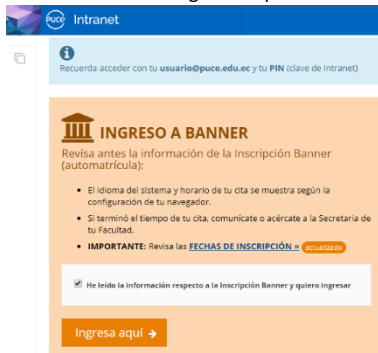 PUCE Intranet
Recuerda acceder con tu usuario@puce.edu.ec y tu PIN (clave de Intranet)
INGRESO A BANNER
Revisa antes la información de la Inscripción Banner
(automatrícula):
• El idioma del sistema y horario de tu cita se muestra según la
configuración de tu navegador.
• Si terminó el tiempo de tu cita, comunícate o acércate a la Secretaria de
tu Facultad.
• IMPORTANTE: Revisa las FECHAS DE INSCRIPCIÓN » actualizado
He leído la información respecto a la Inscripción Banner y quiero ingresar
Ingresa aquí →